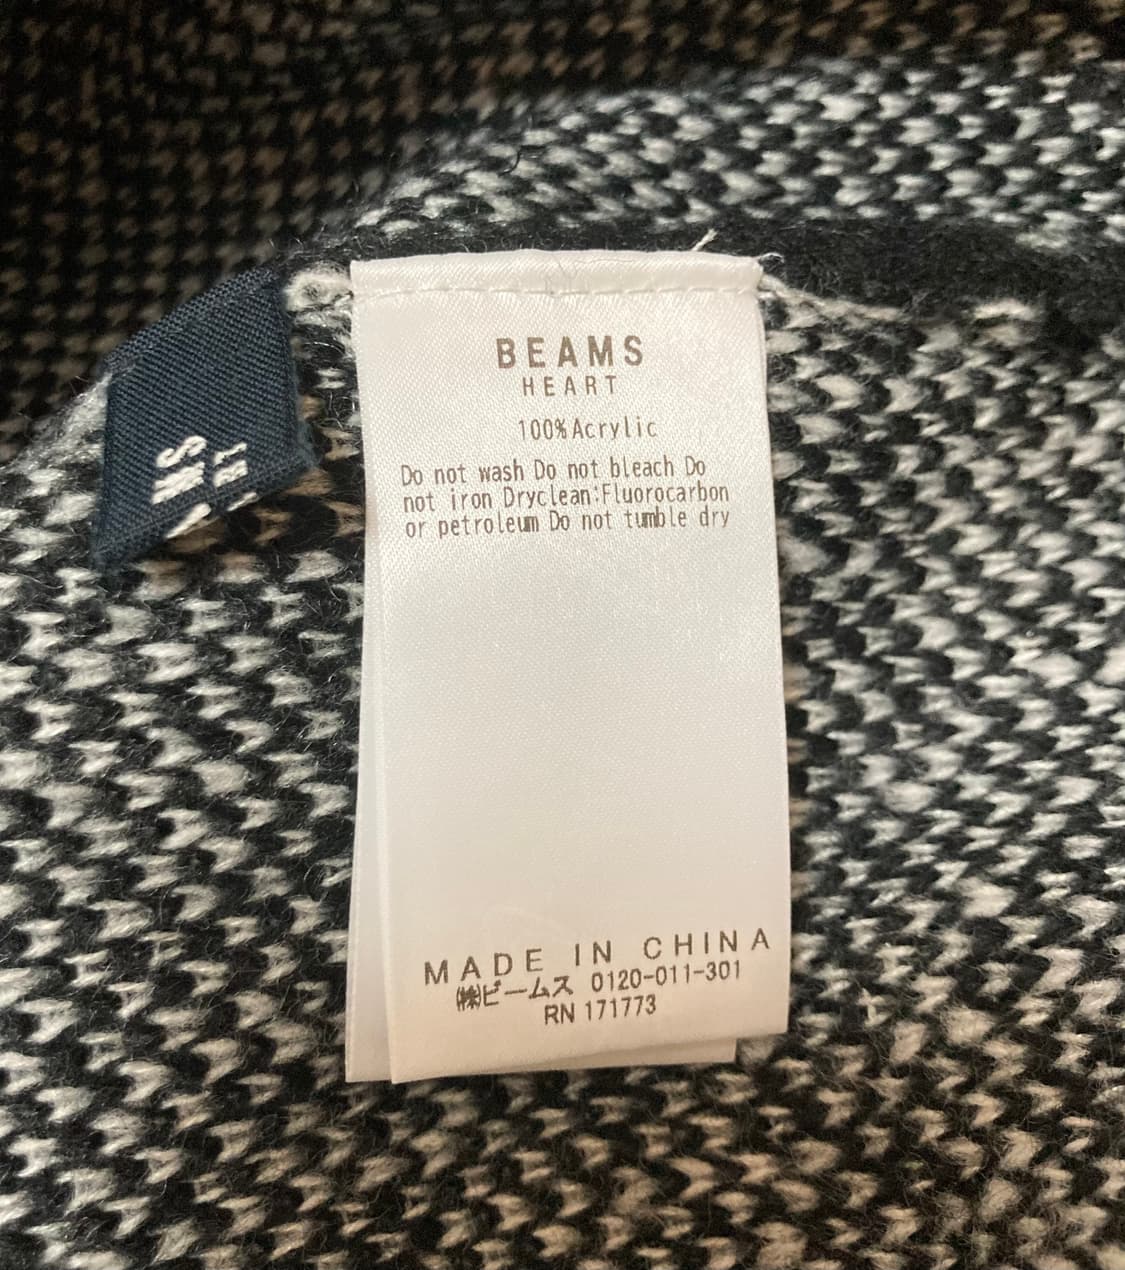 BEAMS
HEART
100%Acrylic
Do not wash Do not bleach Do
not iron Dryclean:Fluorocarbon
or petroleum Do not tumble dry
MADE IN CHINA
㈱ビームス 0120-011-301
RN 171773